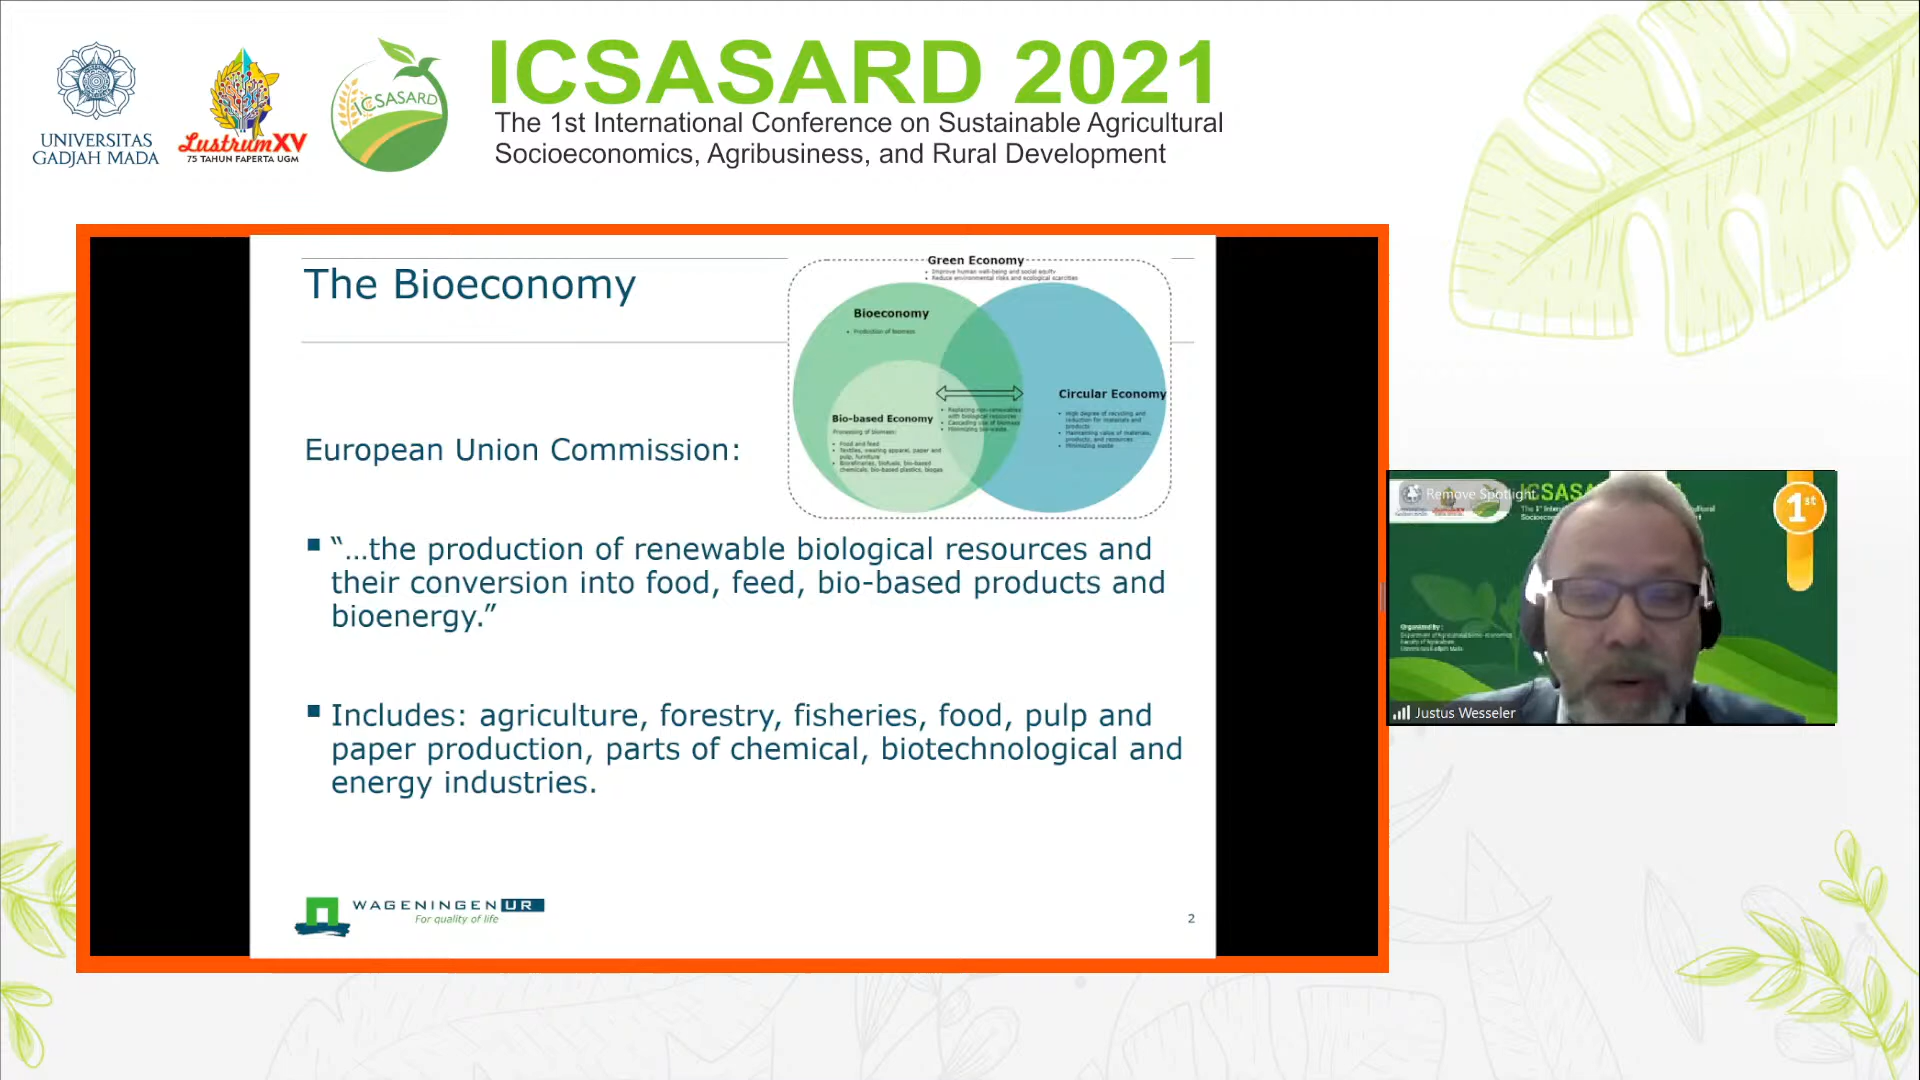 UNIVERSITAS
GADJAH MADA
LustrumXV
75 TAHUN FAPERTA UGM
ICSASARD
ICSASARD 2021
The 1st International Conference on Sustainable Agricultural
Socioeconomics, Agribusiness, and Rural Development
The Bioeconomy
Green Economy
Improve human well-being and social equity
Reduce environmental risks and ecological scarcities
Bioeconomy
Production of biomass
Circular Economy
High degree of recycling and
reduction for materials and
products
Maintaining value of materials,
products, and resources
Minimizing waste
Replacing non-renewables
with biological resources
Cascading use of biomass
Minimizing bio-waste
Bio-based Economy
Processing of biomass:
Food and feed
Textiles, wearing apparel, paper and
pulp, furniture
Biorefineries, biofuels, bio-based
chemicals, bio-based plastics, biogas
European Union Commission:
“...the production of renewable biological resources and
their conversion into food, feed, bio-based products and
bioenergy.”
Includes: agriculture, forestry, fisheries, food, pulp and
paper production, parts of chemical, biotechnological and
energy industries.
WAGENINGEN UR
For quality of life
2
Remove Spotlight
1st
Organized by :
Justus Wesseler